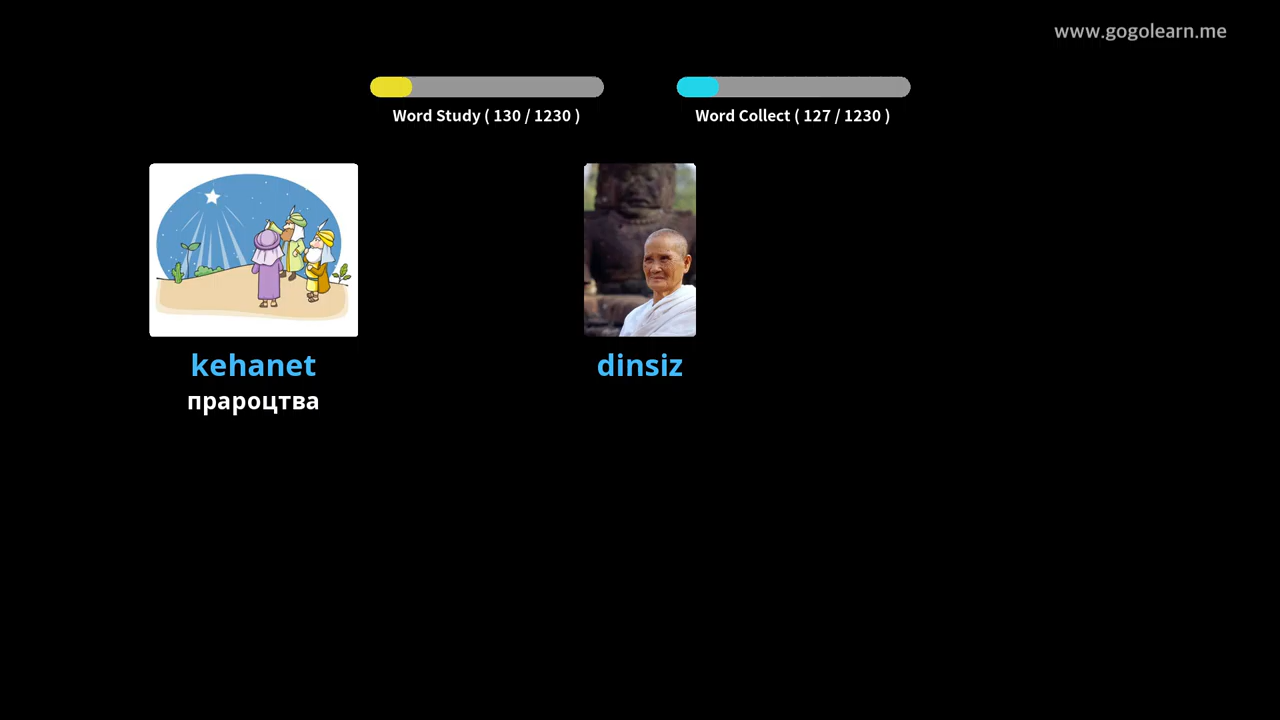 www.gogolearn.me
Word Study ( 130 / 1230 )
Word Collect ( 127 / 1230 )
kehanet
прароцтва
dinsiz